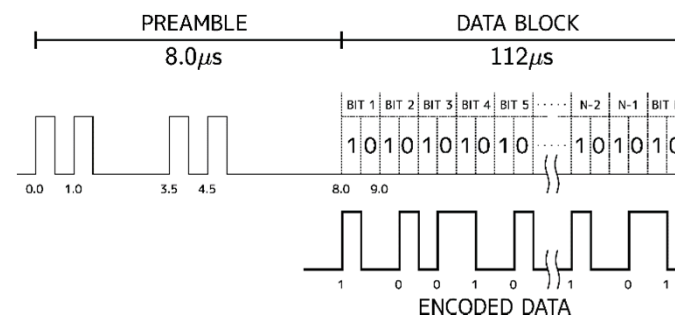 PREAMBLE DATA BLOCK
8.0μs 112μs
BIT 1 BIT 2 BIT 3 BIT 4 BIT 5 ····· N-2 N-1 BIT
1 0 1 0 1 0 1 0 1 0 ····· 1 0 1 0 1
0.0 1.0 3.5 4.5 8.0 9.0
1 0 0 1 0 1 0 1
ENCODED DATA